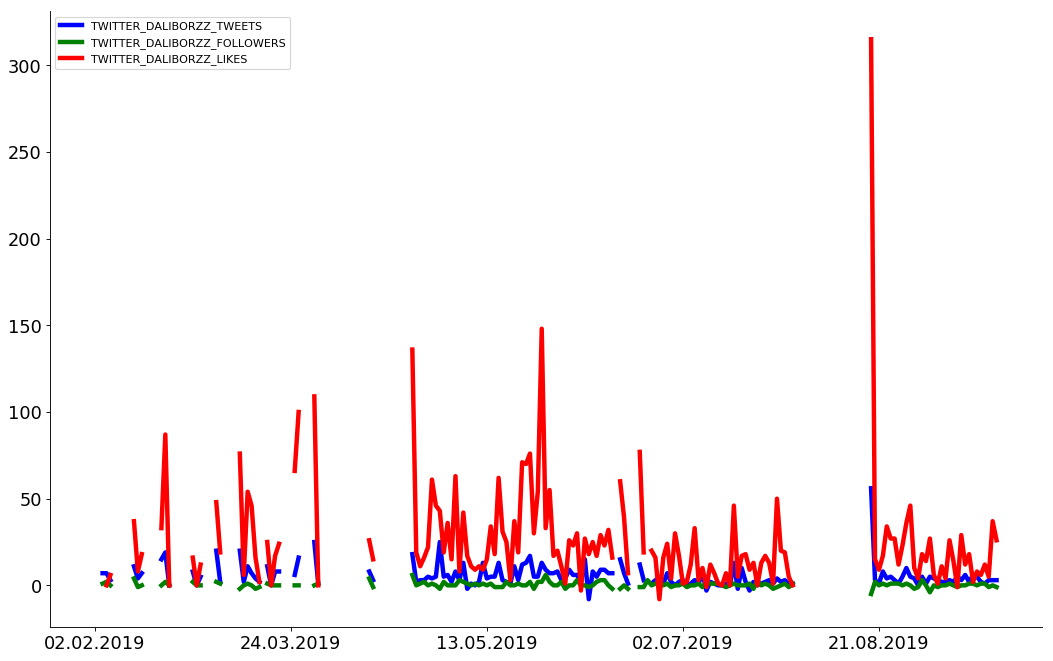 TWITTER_DALIBORZZ_TWEETS
TWITTER_DALIBORZZ_FOLLOWERS
TWITTER_DALIBORZZ_LIKES
300
250
200
150
100
50
0
02.02.2019 24.03.2019 13.05.2019 02.07.2019 21.08.2019